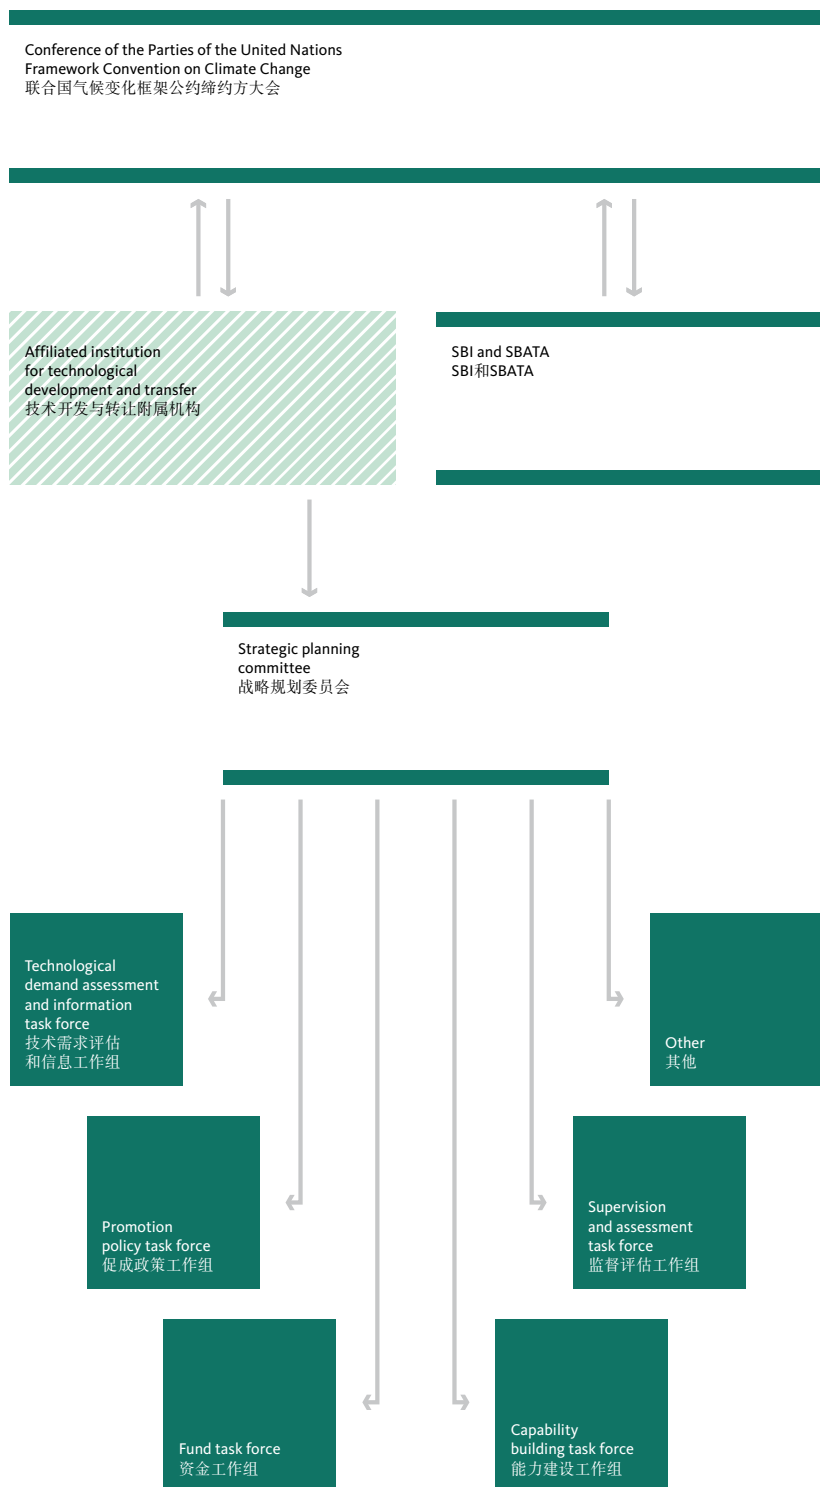 Conference of the Parties of the United Nations
Framework Convention on Climate Change
联合国气候变化框架公约缔约方大会
Affiliated institution
for technological
development and transfer
技术开发与转让附属机构
SBI and SBATA
SBI和SBATA
Strategic planning
committee
战略规划委员会
Technological
demand assessment
and information
task force
技术需求评估
和信息工作组
Other
其他
Promotion
policy task force
促成政策工作组
Supervision
and assessment
task force
监督评估工作组
Fund task force
资金工作组
Capability
building task force
能力建设工作组